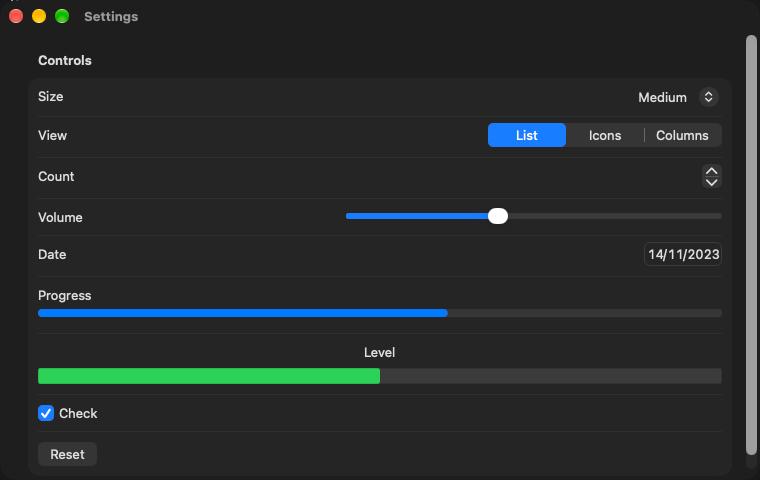 Settings
Controls
Size Medium
View List Icons Columns
Count
Volume
Date 14/11/2023
Progress
Level
Check
Reset